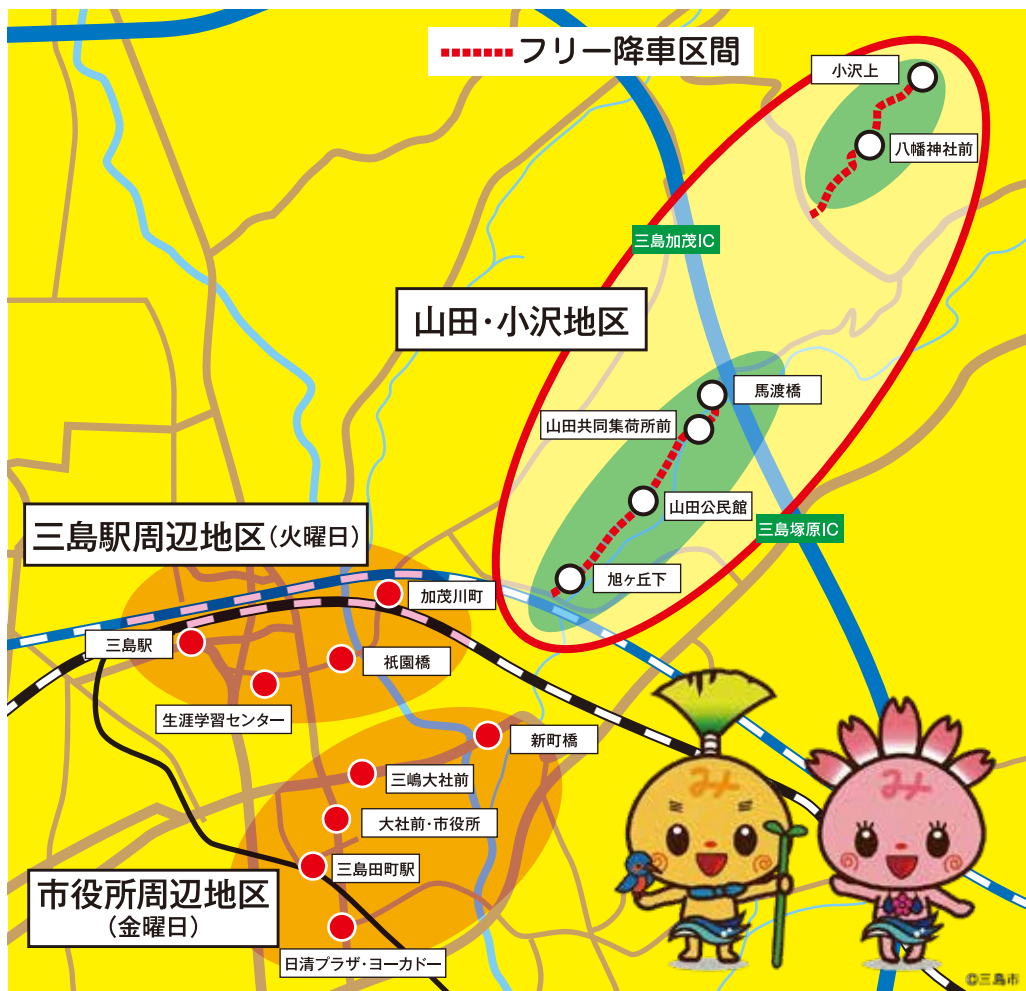 フリー降車区間
小沢上
八幡神社前
三島加茂IC
山田・小沢地区
馬渡橋
山田共同集荷所前
山田公民館
三島塚原IC
旭ヶ丘下
三島駅周辺地区(火曜日)
加茂川町
三島駅
祇園橋
生涯学習センター
新町橋
三嶋大社前
大社前・市役所
三島田町駅
市役所周辺地区
(金曜日)
日清プラザ・ヨーカドー
みー
みー
©三島市